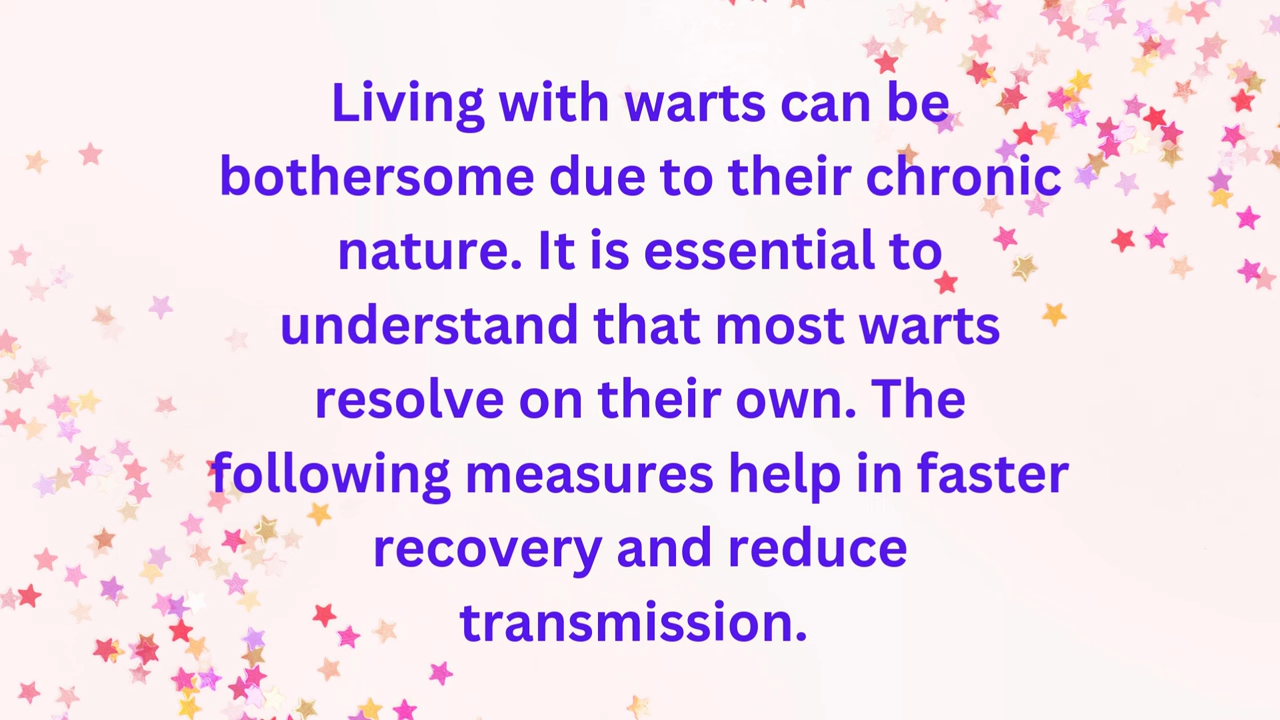 Living with warts can be
bothersome due to their chronic
nature. It is essential to
understand that most warts
resolve on their own. The
following measures help in faster
recovery and reduce
transmission.